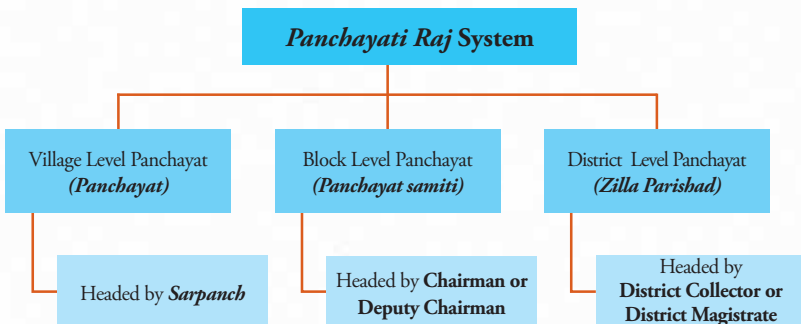 Panchayati Raj System
Village Level Panchayat
(Panchayat)
Block Level Panchayat
(Panchayat samiti)
District Level Panchayat
(Zilla Parishad)
Headed by Sarpanch
Headed by Chairman or
Deputy Chairman
Headed by
District Collector or
District Magistrate